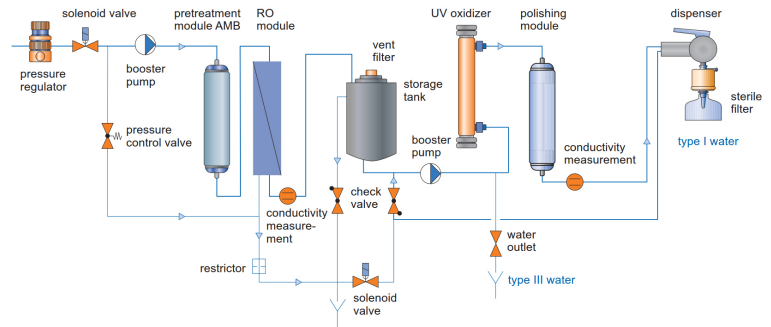 solenoid valve
pressure
regulator
booster
pump
pressure
control valve
pretreatment
module AMB
RO
module
conductivity
measure-
ment
restrictor
vent
filter
storage
tank
check
valve
solenoid
valve
booster
pump
UV oxidizer
polishing
module
conductivity
measurement
water
outlet
type III water
dispenser
sterile
filter
type I water